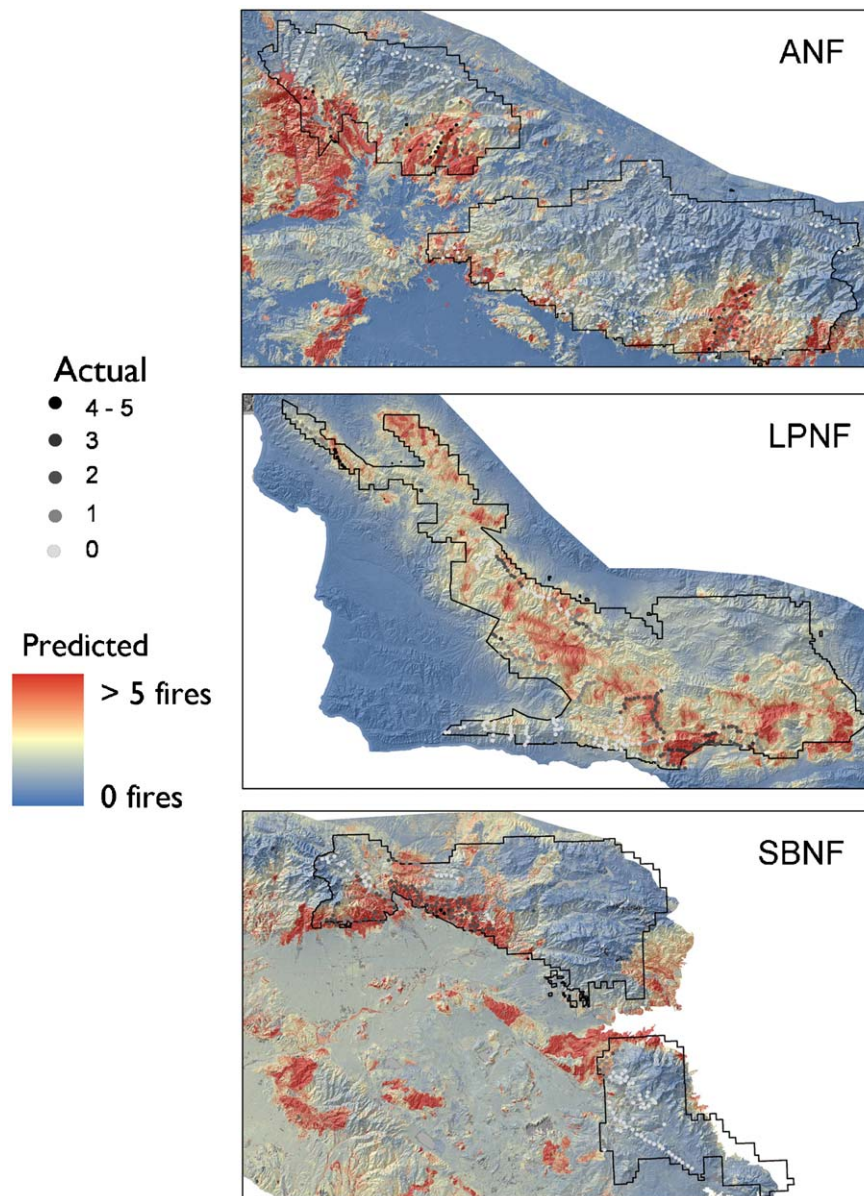 ANF
Actual
4 - 5
3
2
1
0
LPNF
Predicted
> 5 fires
0 fires
SBNF